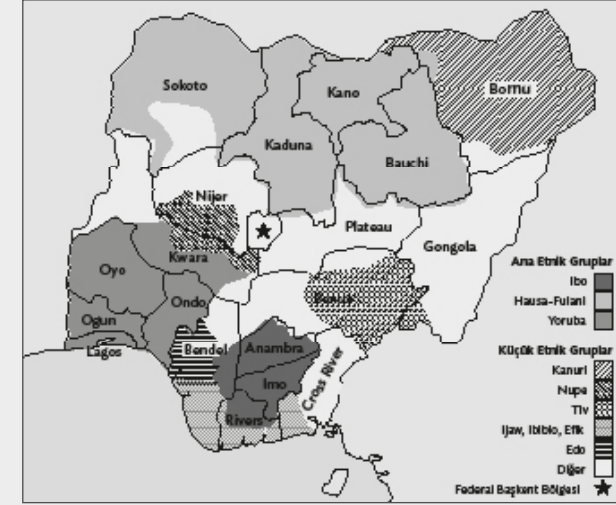 Sokoto
Kano
Bornu
Kaduna
Bauchi
Nijer
Plateau
Gongola
Kwara
Oyo
Benue
Ondo
Ogun
Lagos
Bendel
Anambra
Imo
Cross River
Rivers
Ana Etnik Gruplar
Ibo
Hausa-Fulani
Yoruba
Küçük Etnik Gruplar
Kanuri
Nupe
Tiv
Ijaw, Ibibio, Efik
Edo
Diğer
Federal Başkent Bölgesi